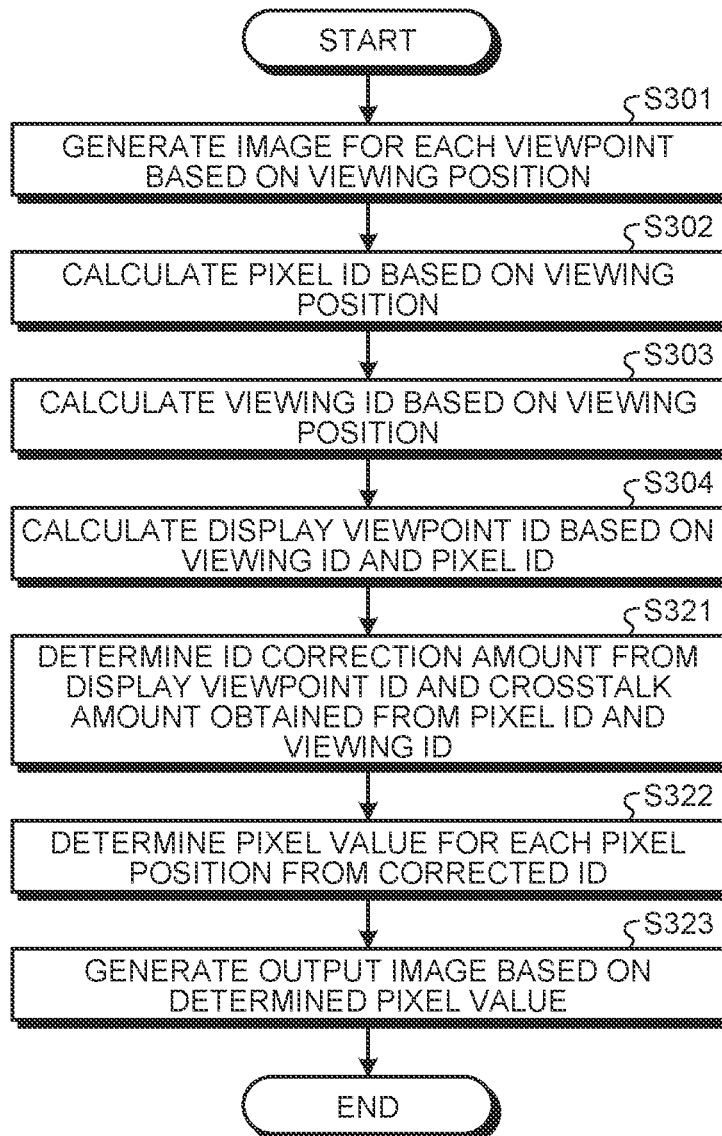 START
S301
GENERATE IMAGE FOR EACH VIEWPOINT
BASED ON VIEWING POSITION
S302
CALCULATE PIXEL ID BASED ON VIEWING
POSITION
S303
CALCULATE VIEWING ID BASED ON VIEWING
POSITION
S304
CALCULATE DISPLAY VIEWPOINT ID BASED ON
VIEWING ID AND PIXEL ID
S321
DETERMINE ID CORRECTION AMOUNT FROM
DISPLAY VIEWPOINT ID AND CROSSTALK
AMOUNT OBTAINED FROM PIXEL ID AND
VIEWING ID
S322
DETERMINE PIXEL VALUE FOR EACH PIXEL
POSITION FROM CORRECTED ID
S323
GENERATE OUTPUT IMAGE BASED ON
DETERMINED PIXEL VALUE
END